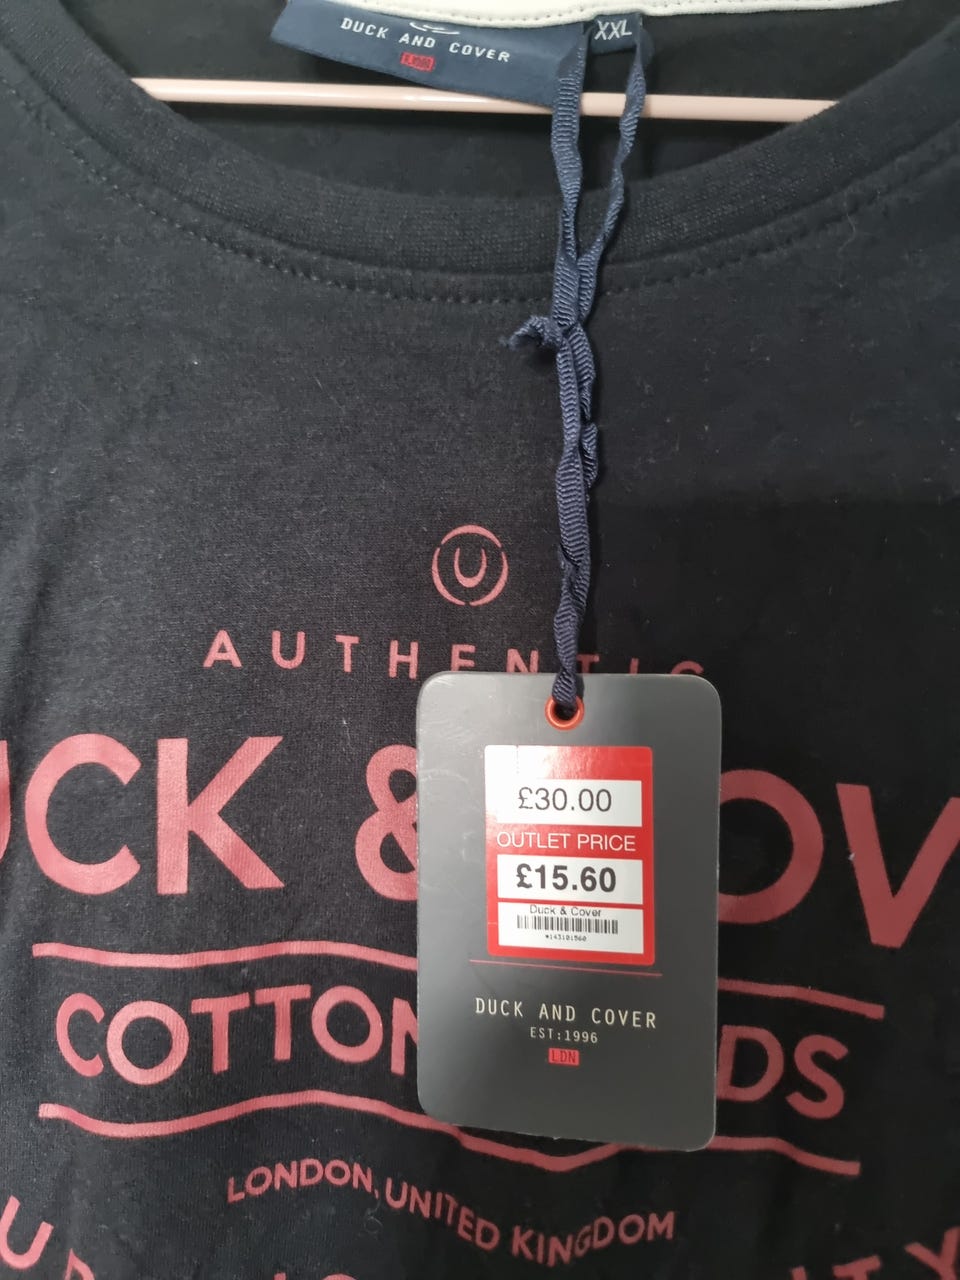 DUCK AND COVER
XXL
AUTHENTIC
UCK & OV
COTTON DS
LONDON, UNITED KINGDOM
£30.00
OUTLET PRICE
£15.60
Duck & Cover
*143101560
DUCK AND COVER
EST:1996
LDN